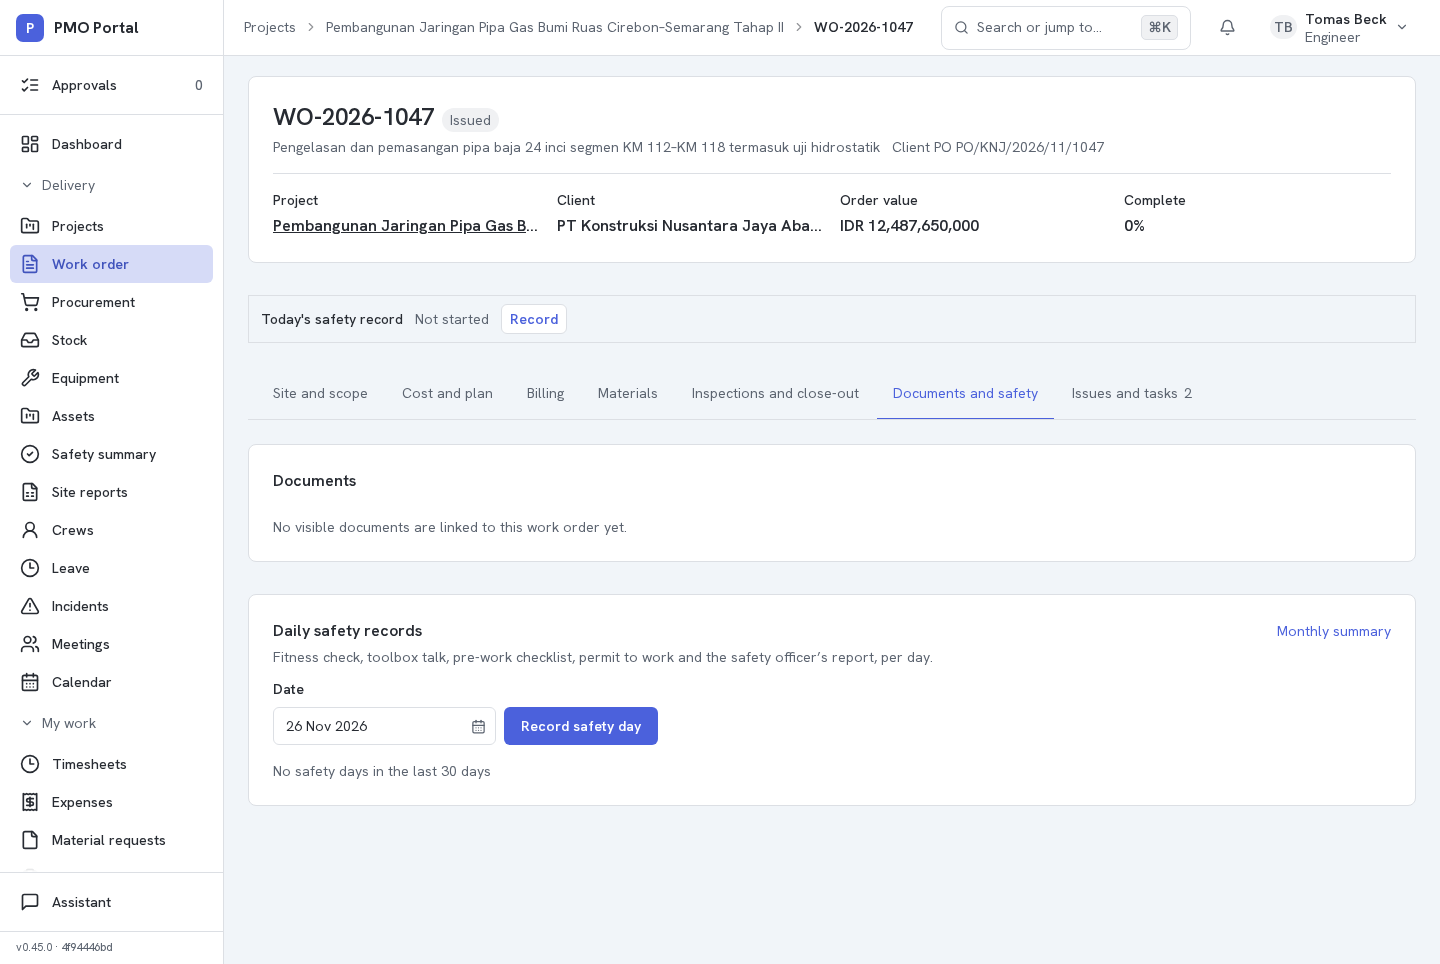 P PMO Portal
Projects > Pembangunan Jaringan Pipa Gas Bumi Ruas Cirebon–Semarang Tahap II > WO-2026-1047
Search or jump to... ⌘K
TB Tomas Beck
Engineer
Approvals 0
Dashboard
Delivery
Projects
Work order
Procurement
Stock
Equipment
Assets
Safety summary
Site reports
Crews
Leave
Incidents
Meetings
Calendar
My work
Timesheets
Expenses
Material requests
Assistant
v0.45.0 · 4f94446bd
WO-2026-1047 Issued
Pengelasan dan pemasangan pipa baja 24 inci segmen KM 112–KM 118 termasuk uji hidrostatik Client PO PO/KNJ/2026/11/1047
Project Client Order value Complete
Pembangunan Jaringan Pipa Gas B... PT Konstruksi Nusantara Jaya Aba... IDR 12,487,650,000 0%
Today's safety record Not started Record
Site and scope Cost and plan Billing Materials Inspections and close-out Documents and safety Issues and tasks 2
Documents
No visible documents are linked to this work order yet.
Daily safety records Monthly summary
Fitness check, toolbox talk, pre-work checklist, permit to work and the safety officer’s report, per day.
Date
26 Nov 2026 Record safety day
No safety days in the last 30 days